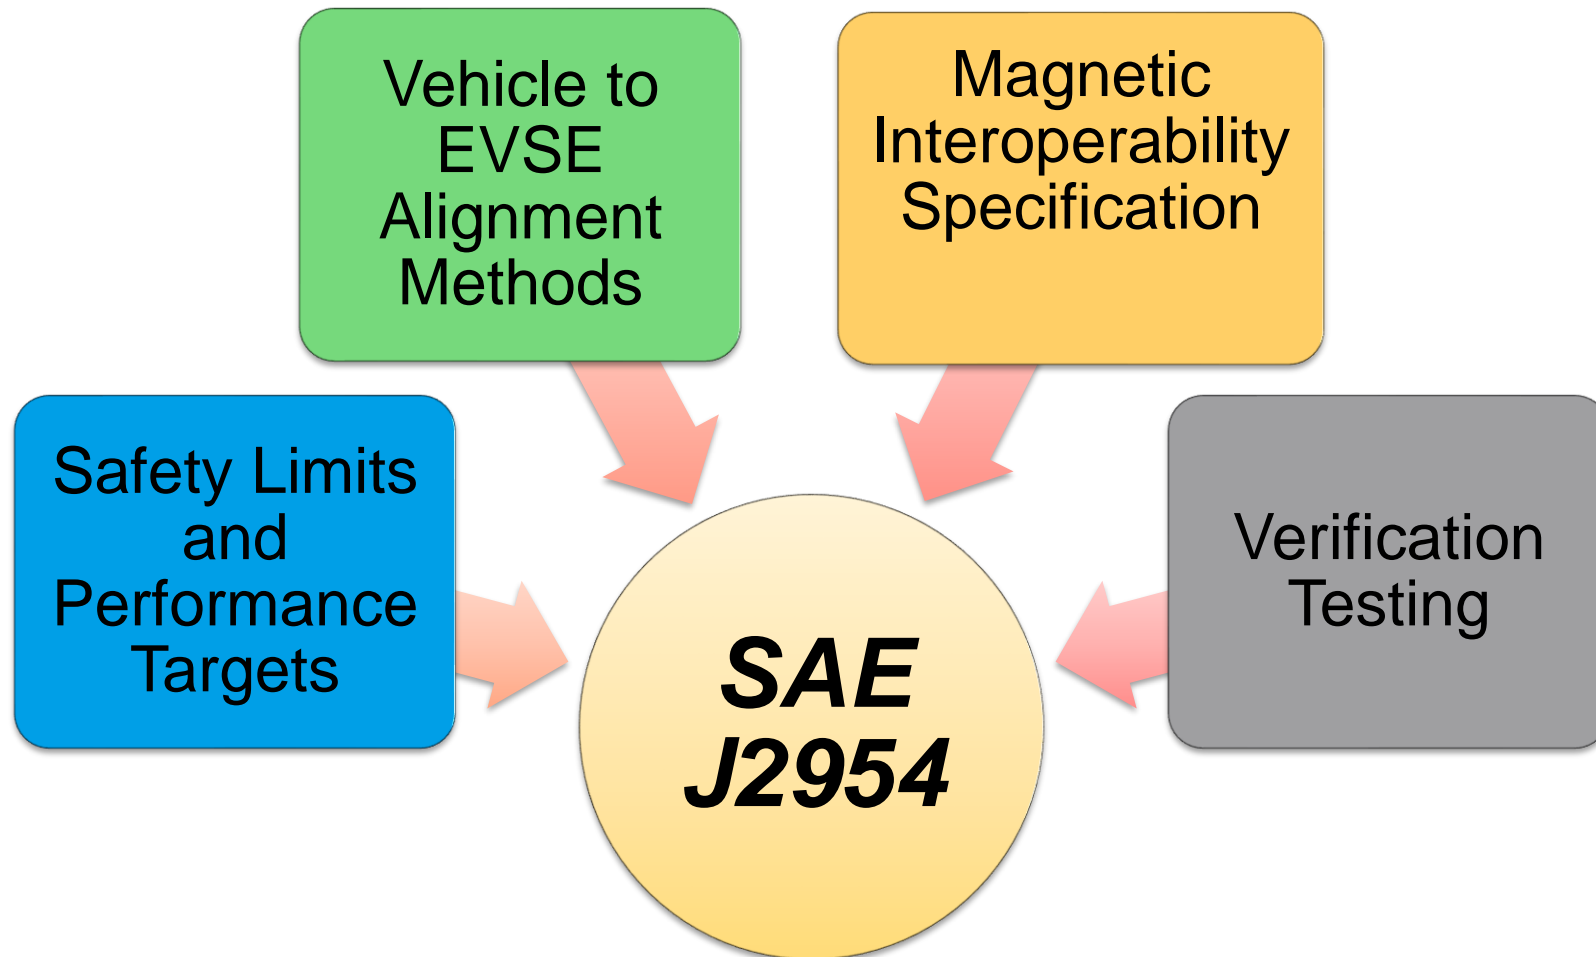 Vehicle to
EVSE
Alignment
Methods
Magnetic
Interoperability
Specification
Safety Limits
and
Performance
Targets
Verification
Testing
SAE
J2954